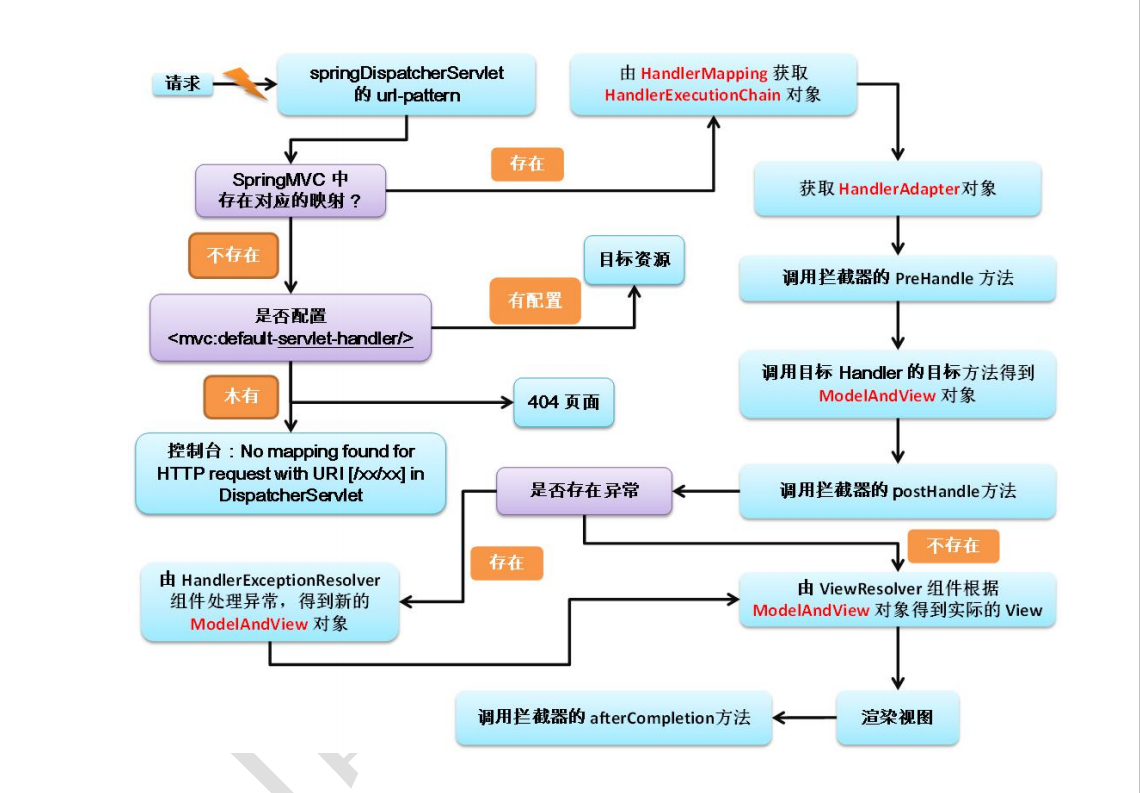 请求
springDispatcherServlet
的 url-pattern
由 HandlerMapping 获取
HandlerExecutionChain 对象
SpringMVC 中
存在对应的映射？
存在
获取 HandlerAdapter对象
不存在
目标资源
调用拦截器的 PreHandle 方法
是否配置
<mvc:default-servlet-handler/>
有配置
调用目标 Handler 的目标方法得到
ModelAndView 对象
木有
404 页面
控制台：No mapping found for
HTTP request with URI [/xx/xx] in
DispatcherServlet
是否存在异常
调用拦截器的 postHandle方法
存在
不存在
由 HandlerExceptionResolver
组件处理异常，得到新的
ModelAndView 对象
由 ViewResolver 组件根据
ModelAndView 对象得到实际的 View
调用拦截器的 afterCompletion方法
渲染视图